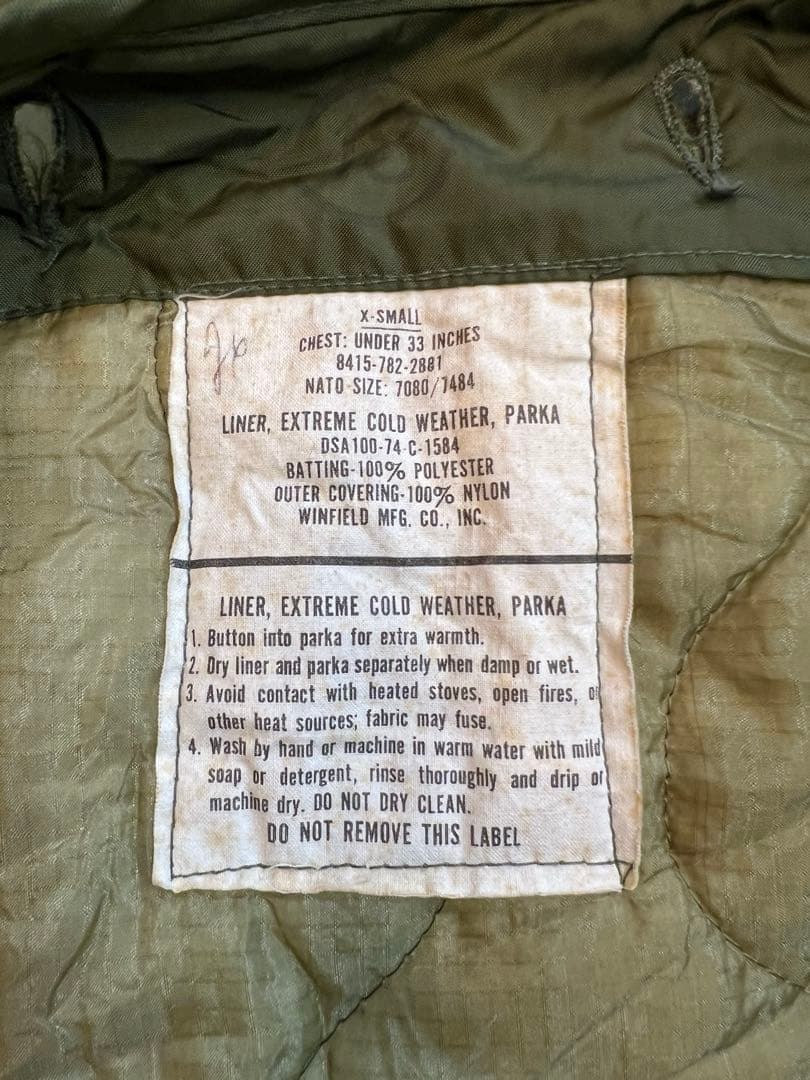 X-SMALL
CHEST: UNDER 33 INCHES
8415-782-2881
NATO SIZE: 7080/7484
LINER, EXTREME COLD WEATHER, PARKA
DSA100-74-C-1584
BATTING-100% POLYESTER
OUTER COVERING-100% NYLON
WINFIELD MFG. CO., INC.
LINER, EXTREME COLD WEATHER, PARKA
1. Button into parka for extra warmth.
2. Dry liner and parka separately when damp or wet.
3. Avoid contact with heated stoves, open fires, or
other heat sources; fabric may fuse.
4. Wash by hand or machine in warm water with mild
soap or detergent, rinse thoroughly and drip or
machine dry. DO NOT DRY CLEAN.
DO NOT REMOVE THIS LABEL